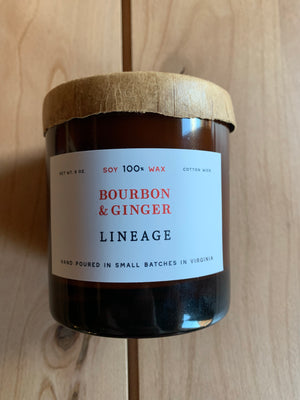 NET WT. 8 OZ. SOY 100% WAX COTTON WICK
BOURBON
& GINGER
LINEAGE
HAND POURED IN SMALL BATCHES IN VIRGINIA